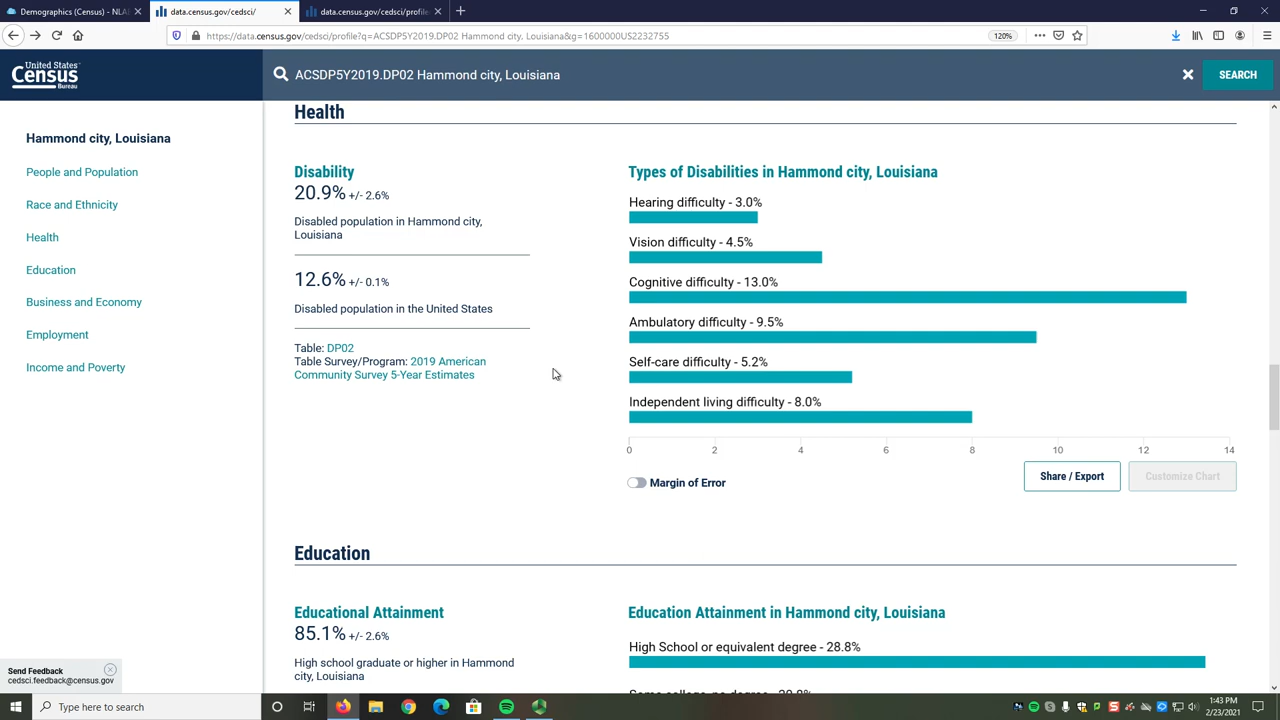 Demographics (Census) - NLA
data.census.gov/cedsci/
data.census.gov/cedsci/profile
https://data.census.gov/cedsci/profile?q=ACSDP5Y2019.DP02 Hammond city, Louisiana&g=1600000US2232755
120%
United States
Census
Bureau
ACSDP5Y2019.DP02 Hammond city, Louisiana
SEARCH
Hammond city, Louisiana
People and Population
Race and Ethnicity
Health
Education
Business and Economy
Employment
Income and Poverty
Health
Disability
20.9% +/- 2.6%
Disabled population in Hammond city,
Louisiana
12.6% +/- 0.1%
Disabled population in the United States
Table: DP02
Table Survey/Program: 2019 American
Community Survey 5-Year Estimates
Types of Disabilities in Hammond city, Louisiana
Hearing difficulty - 3.0%
Vision difficulty - 4.5%
Cognitive difficulty - 13.0%
Ambulatory difficulty - 9.5%
Self-care difficulty - 5.2%
Independent living difficulty - 8.0%
0 2 4 6 8 10 12 14
Margin of Error
Share / Export
Customize Chart
Education
Educational Attainment
85.1% +/- 2.6%
High school graduate or higher in Hammond
city, Louisiana
Education Attainment in Hammond city, Louisiana
High School or equivalent degree - 28.8%
Send Feedback
cedsci.feedback@census.gov
Type here to search
1:43 PM
2/23/2021